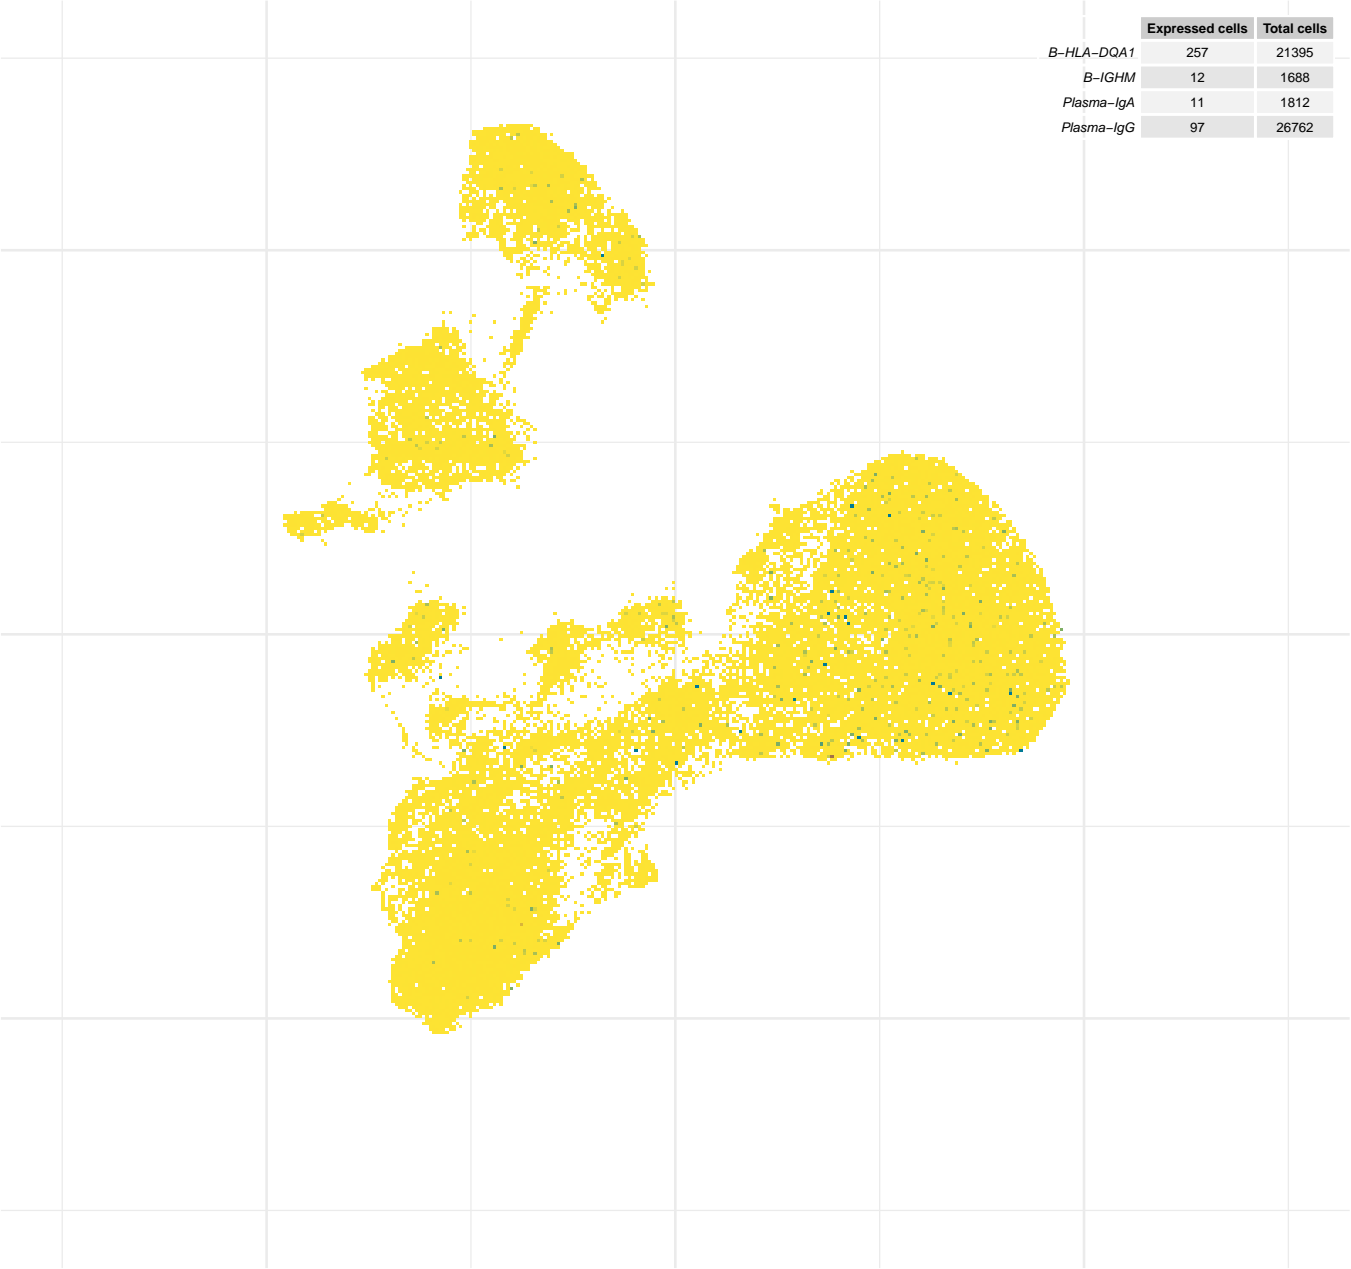 Expressed cells Total cells
B−HLA−DQA1 257 21395
B−IGHM 12 1688
Plasma−IgA 11 1812
Plasma−IgG 97 26762